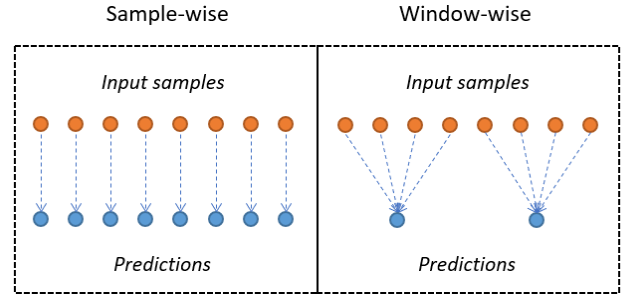 Sample-wise
Window-wise
Input samples
Input samples
Predictions
Predictions